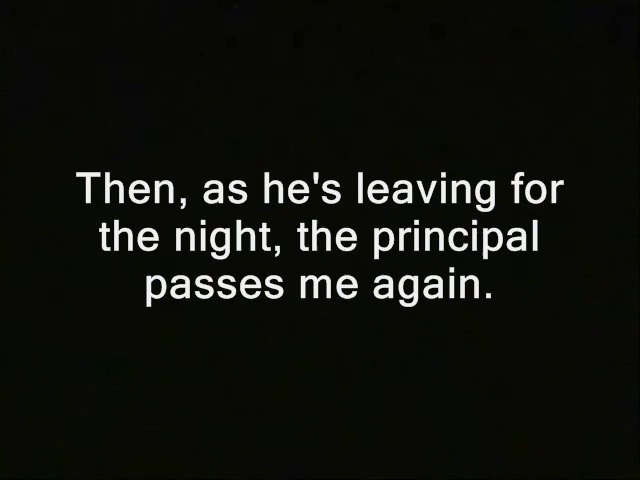 Then, as he's leaving for
the night, the principal
passes me again.